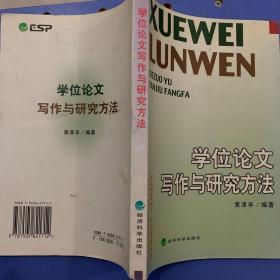 ESP
学位论文
写作与研究方法
黄津孚/编著
学位论文写作与研究方法
经济科学出版社
XUEWEI
LUNWEN
XIEZUO YU
YANJIU FANGFA
学位论文
写作与研究方法
黄津孚/编著
经济科学出版社